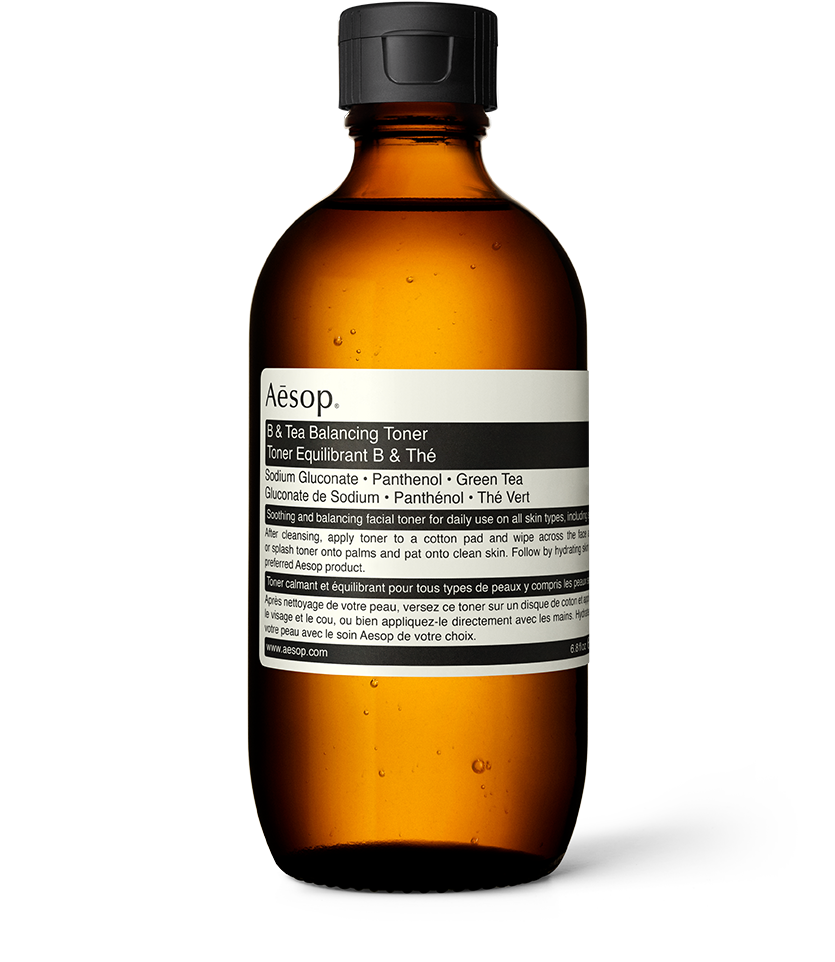 Aēsop®
B & Tea Balancing Toner
Toner Equilibrant B & Thé
Sodium Gluconate • Panthenol • Green Tea
Gluconate de Sodium • Panthénol • Thé Vert
Soothing and balancing facial toner for daily use on all skin types, including
After cleansing, apply toner to a cotton pad and wipe across the face
or splash toner onto palms and pat onto clean skin. Follow by hydrating
preferred Aesop product.
Toner calmant et équilibrant pour tous types de peaux y compris les peaux
Après nettoyage de votre peau, versez ce toner sur un disque de coton et
le visage et le cou, ou bien appliquez-le directement avec les mains.
votre peau avec le soin Aesop de votre choix.
www.aesop.com 6.8 fl oz